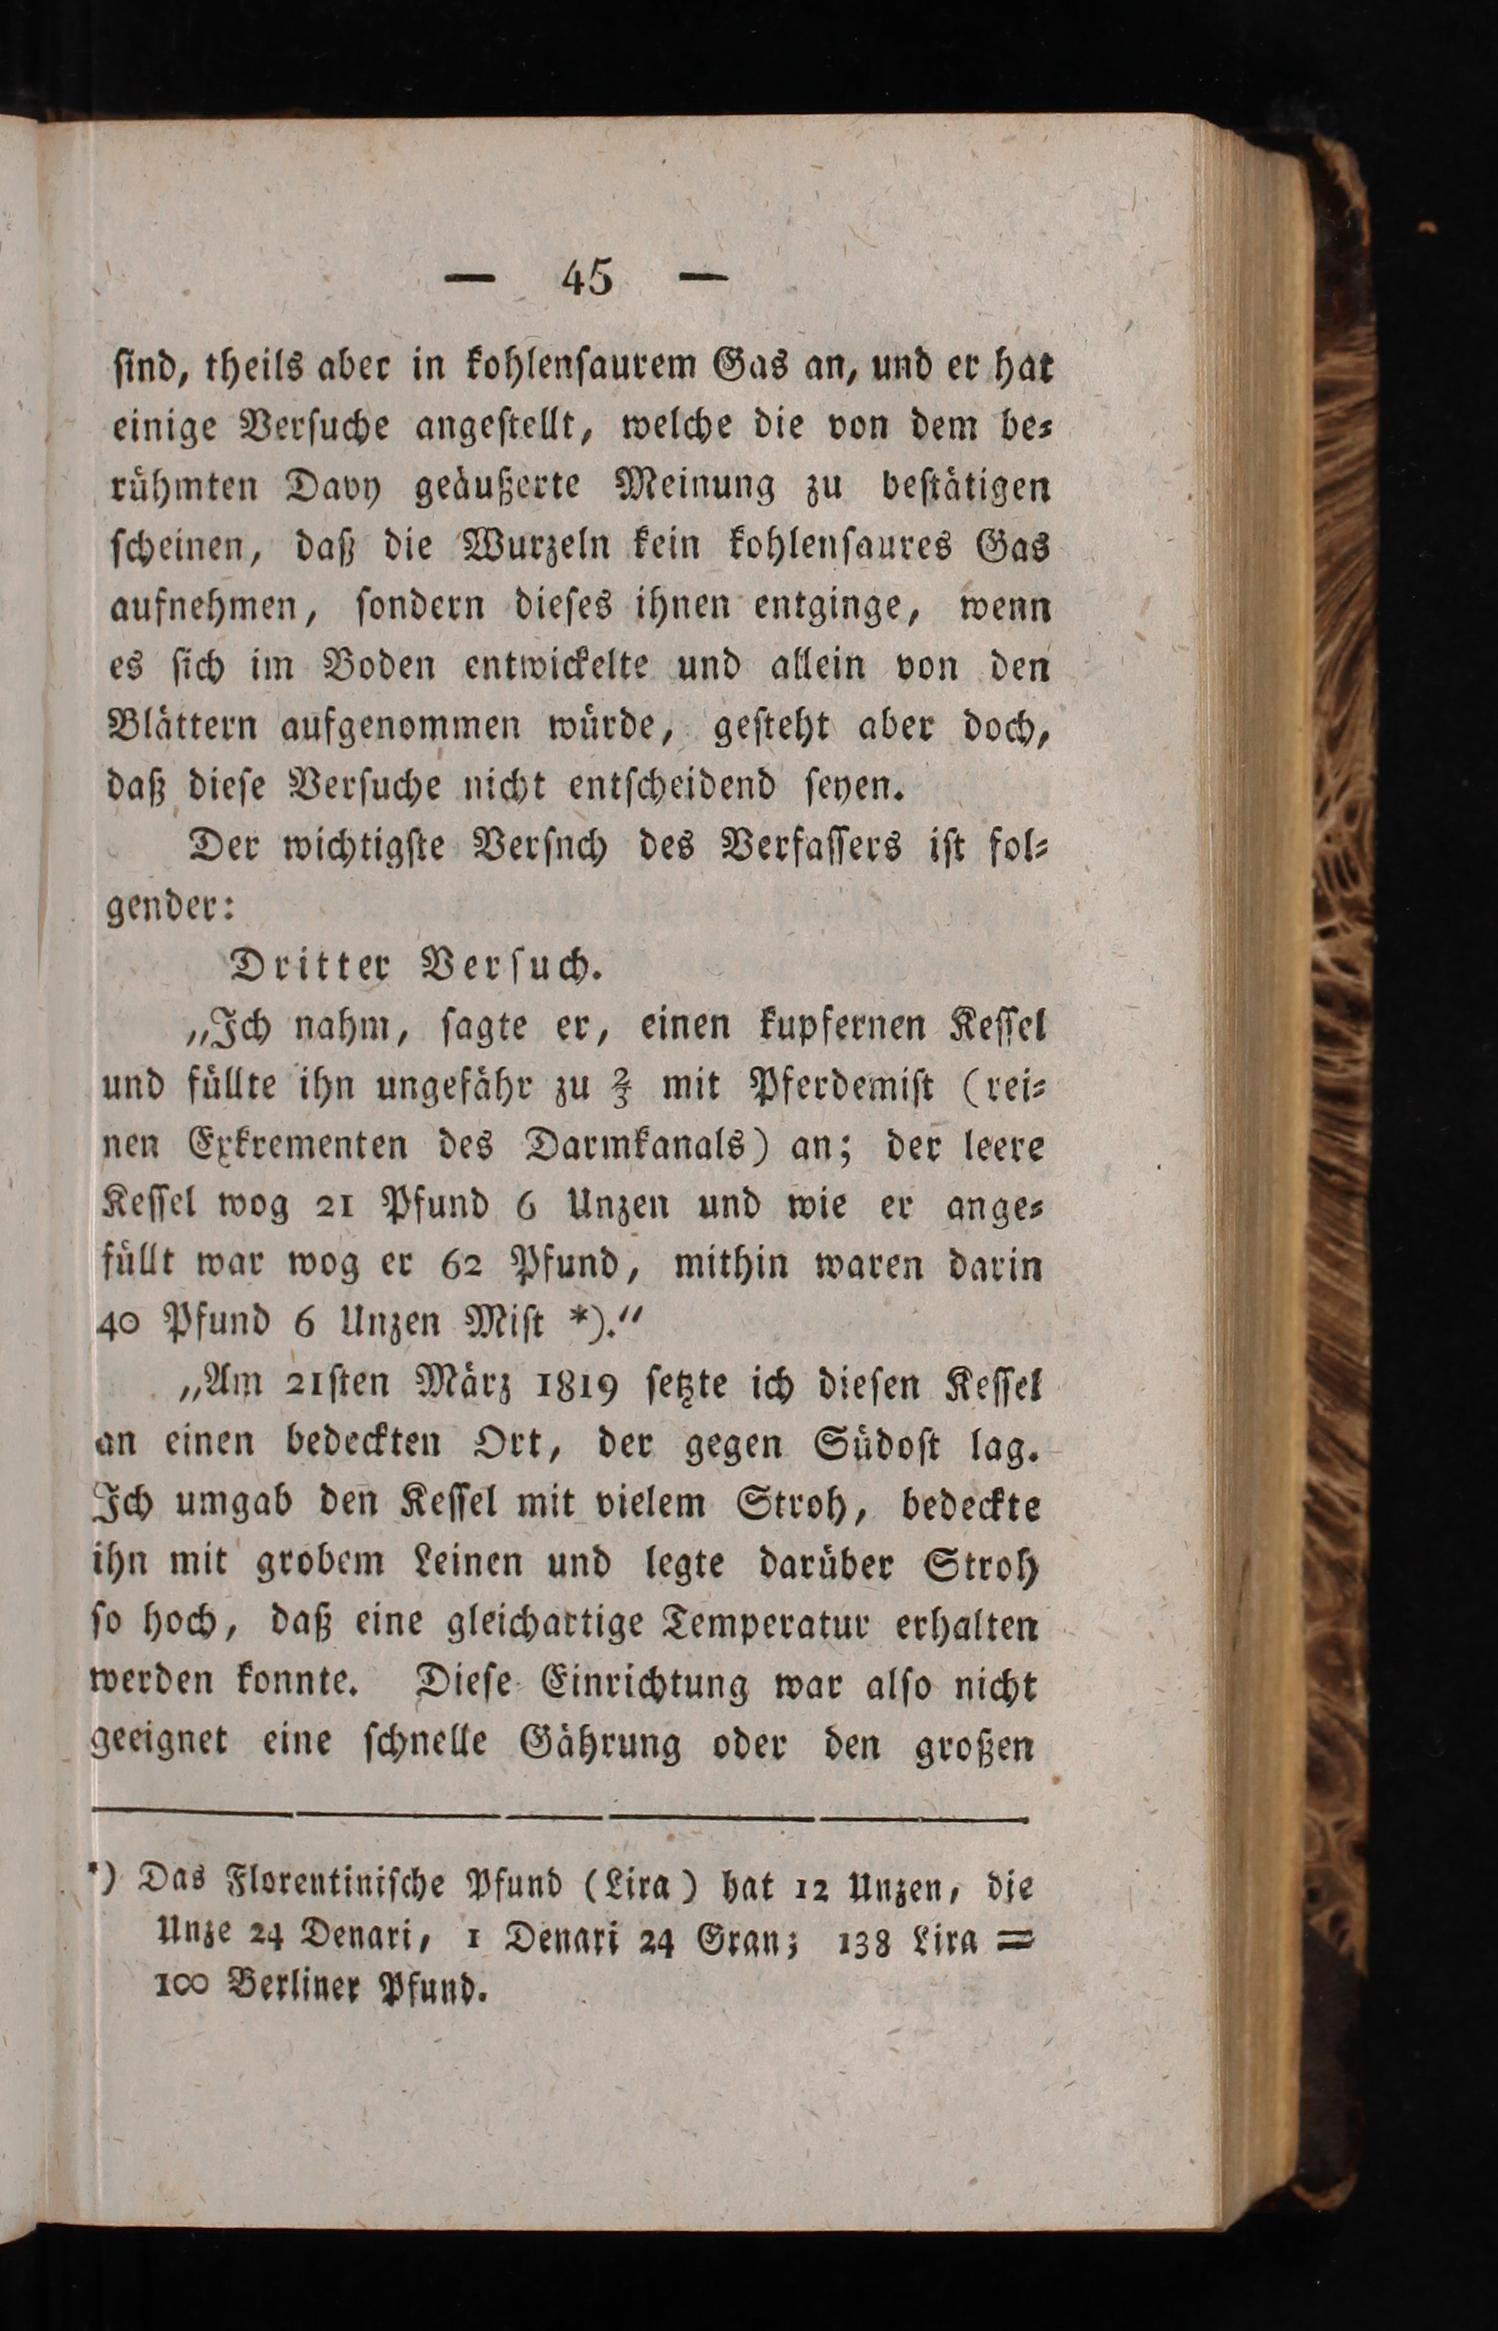 — 45 —
ſind, theils aber in kohlenſaurem Gas an, und er hat
einige Verſuche angeſtellt, welche die von dem be⸗
rühmten Davy geäußerte Meinung zu beſtätigen
ſcheinen, daß die Wurzeln kein kohlenſaures Gas
aufnehmen, ſondern dieſes ihnen entginge, wenn
es ſich im Boden entwickelte und allein von den
Blättern aufgenommen würde, geſteht aber doch,
daß dieſe Verſuche nicht entſcheidend ſeyen.
Der wichtigſte Verſnch des Verfaſſers iſt fol⸗
gender:
Dritter Verſuch.
„Ich nahm, ſagte er, einen kupfernen Keſſel
und füllte ihn ungefähr zu ⅔ mit Pferdemiſt (rei⸗
nen Exkrementen des Darmkanals) an; der leere
Keſſel wog 21 Pfund 6 Unzen und wie er ange⸗
füllt war wog er 62 Pfund, mithin waren darin
40 Pfund 6 Unzen Miſt *).“
„Am 21ſten März 1819 ſetzte ich dieſen Keſſel
an einen bedeckten Ort, der gegen Südoſt lag.
Ich umgab den Keſſel mit vielem Stroh, bedeckte
ihn mit grobem Leinen und legte darüber Stroh
ſo hoch, daß eine gleichartige Temperatur erhalten
werden konnte. Dieſe Einrichtung war alſo nicht
geeignet eine ſchnelle Gährung oder den großen
*) Das Florentiniſche Pfund (Lira) hat 12 Unzen, die
Unze 24 Denari, 1 Denari 24 Gran; 138 Lira =
100 Berliner Pfund.